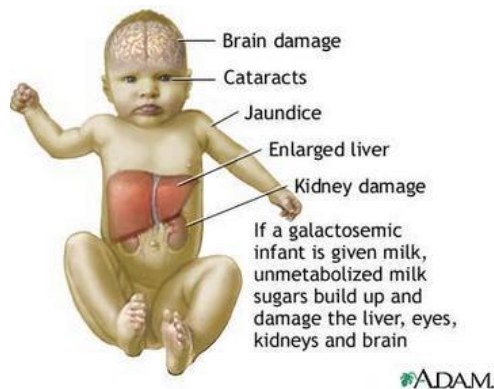 Brain damage
Cataracts
Jaundice
Enlarged liver
Kidney damage
If a galactosemic
infant is given milk,
unmetabolized milk
sugars build up and
damage the liver, eyes,
kidneys and brain
ADAM.